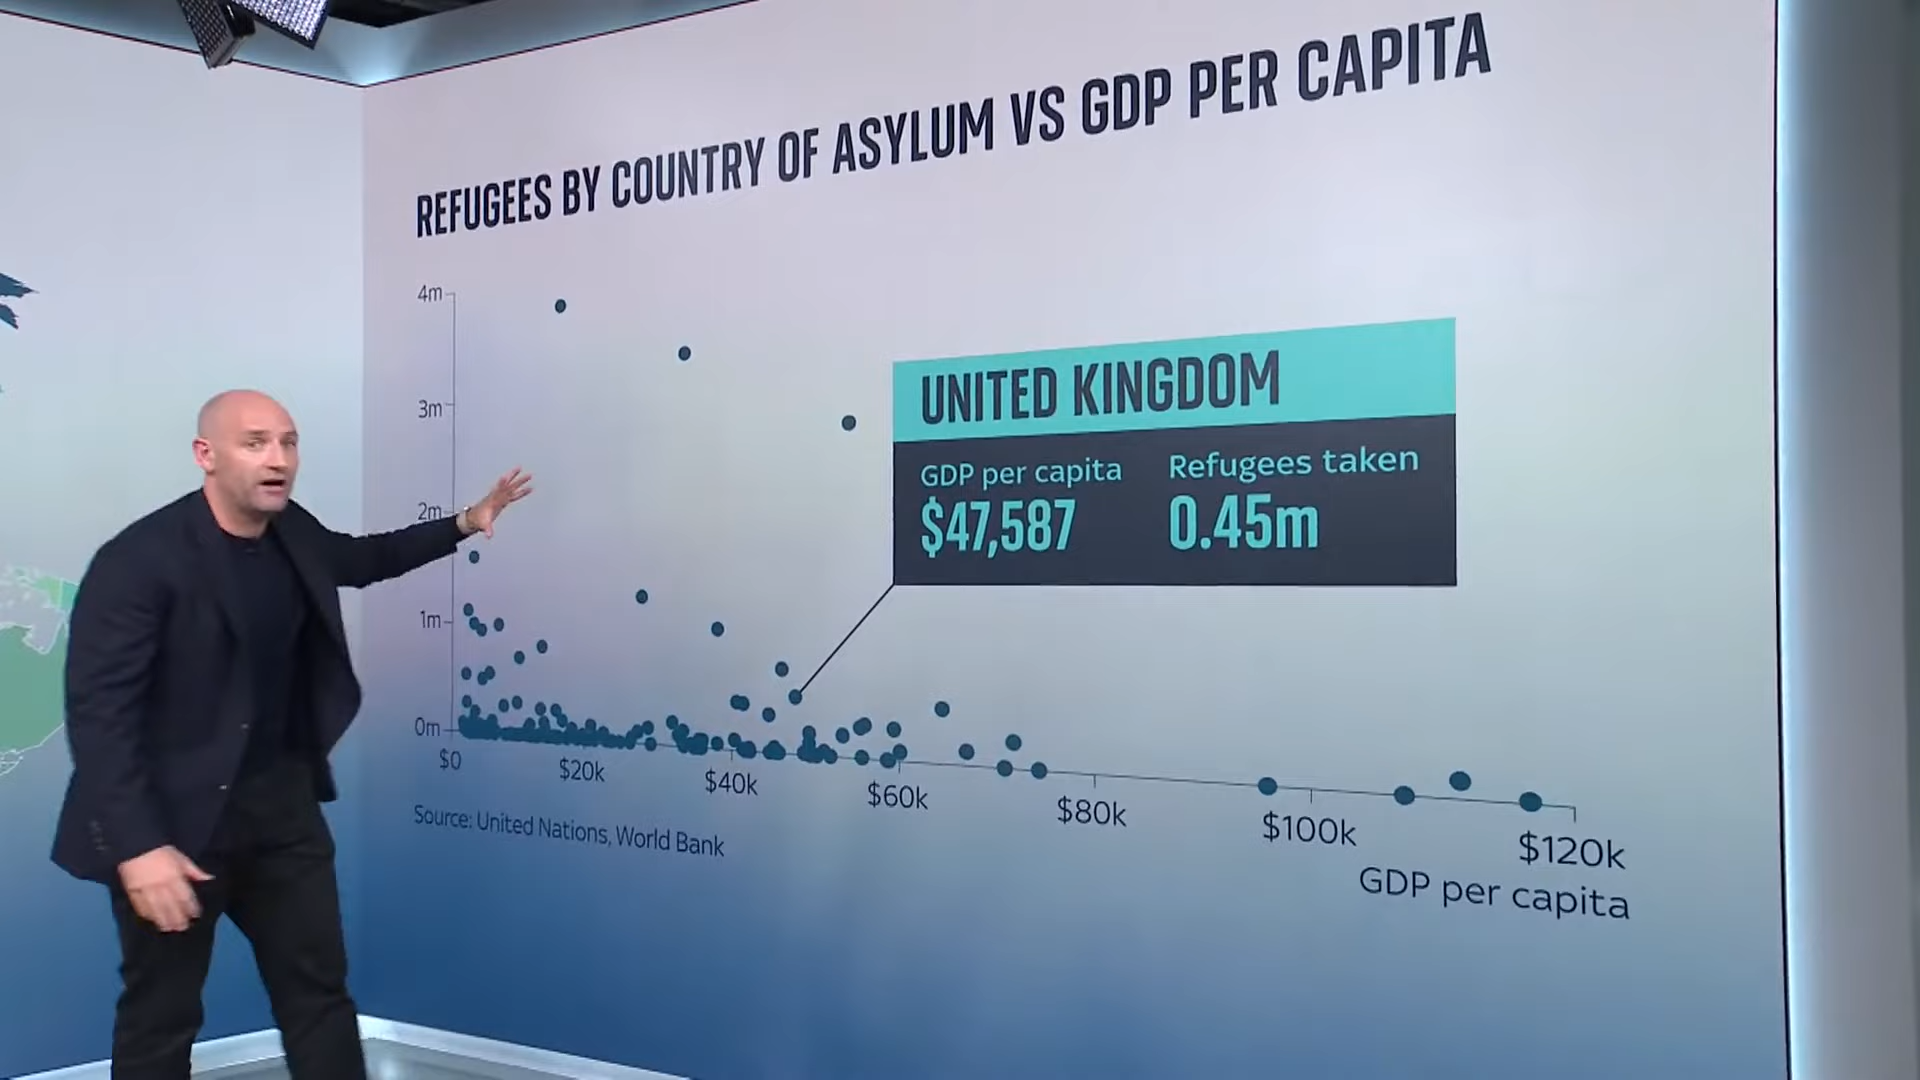 REFUGEES BY COUNTRY OF ASYLUM VS GDP PER CAPITA
4m
3m
2m
1m
0m
UNITED KINGDOM
GDP per capita Refugees taken
$47,587 0.45m
$0 $20k $40k $60k $80k $100k $120k
GDP per capita
Source: United Nations, World Bank